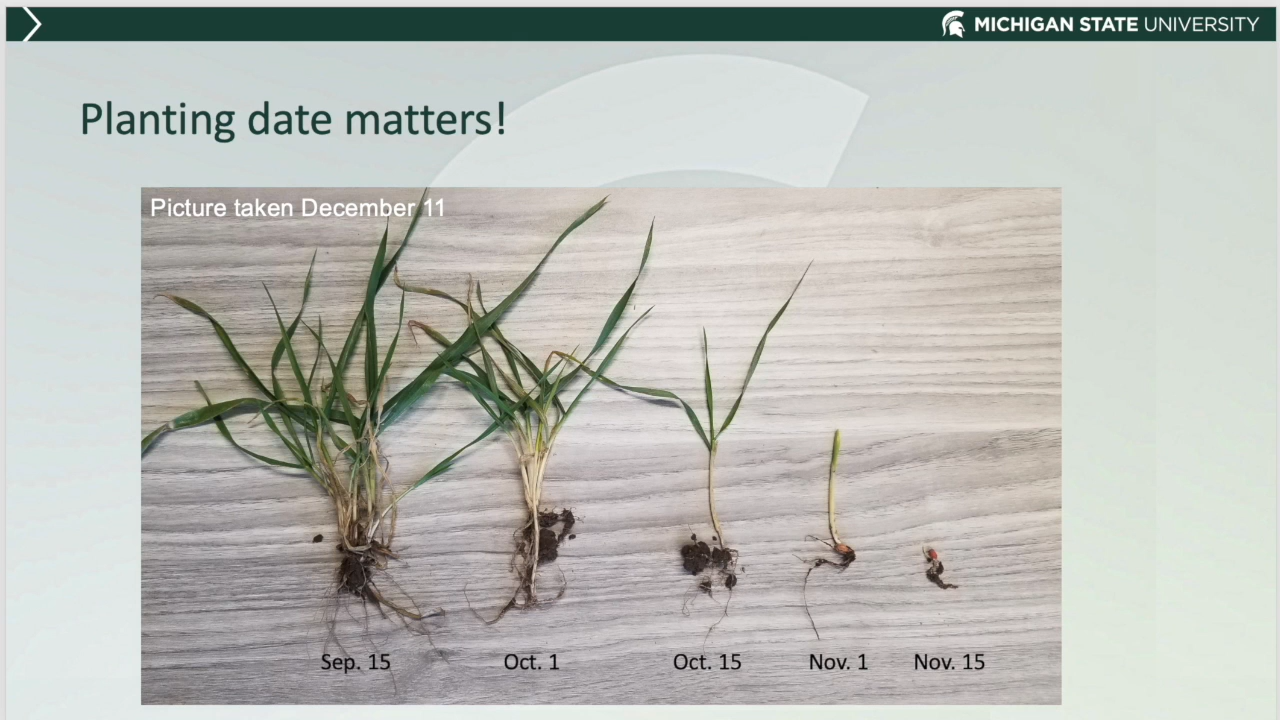 MICHIGAN STATE UNIVERSITY
Planting date matters!
Picture taken December 11
Sep. 15 Oct. 1 Oct. 15 Nov. 1 Nov. 15